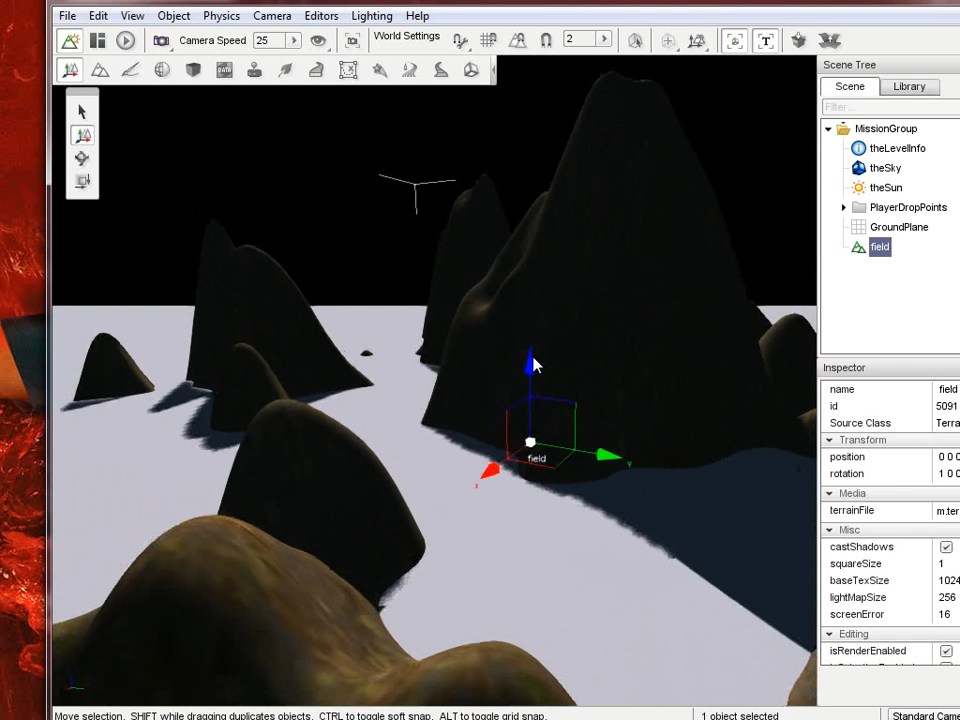 File Edit View Object Physics Camera Editors Lighting Help
Camera Speed 25 World Settings 2
T
DATA
Scene Tree
Scene Library
Filter...
MissionGroup
theLevelInfo
theSky
theSun
PlayerDropPoints
GroundPlane
field
Inspector
name field
id 5091
Source Class Terra
Transform
position 0 0 0
rotation 1 0 0
Media
terrainFile m.ter
Misc
castShadows
squareSize 1
baseTexSize 1024
lightMapSize 256
screenError 16
Editing
isRenderEnabled
field
Y
Move selection. SHIFT while dragging duplicates objects. CTRL to toggle soft snap. ALT to toggle grid snap. 1 object selected Standard Came